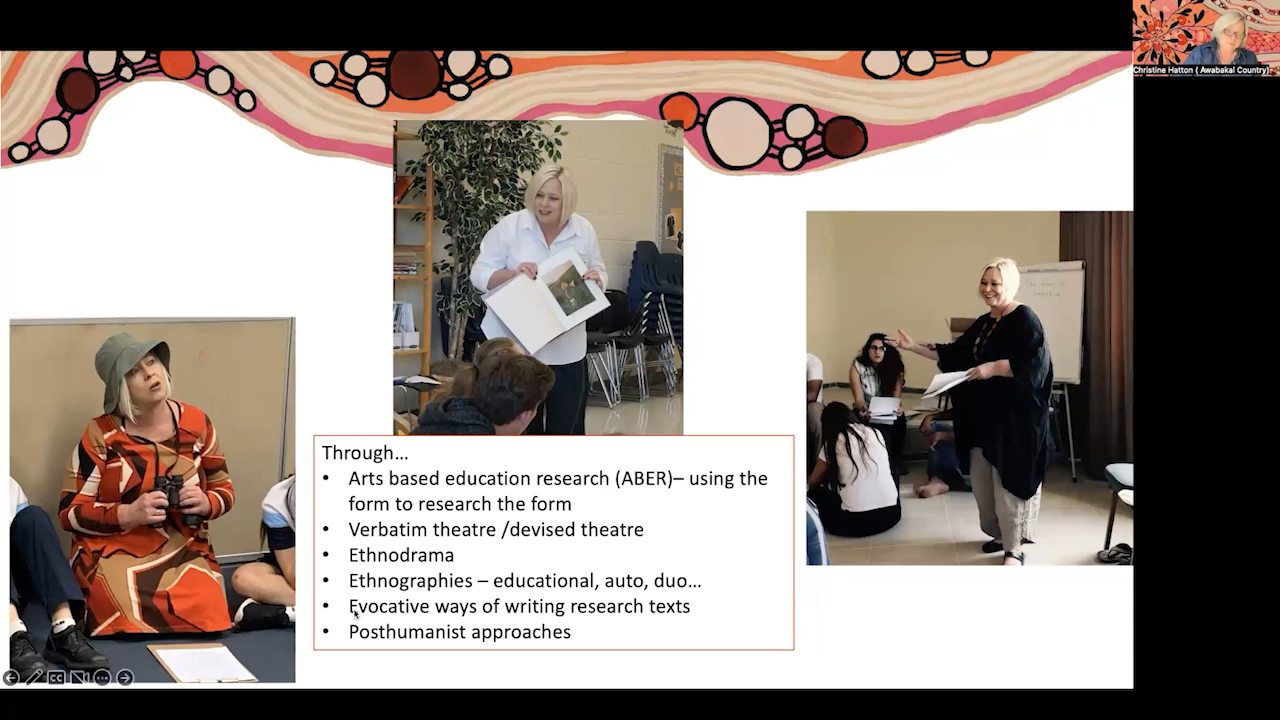 Christine Hatton ( Awabakal Country)
Through…
• Arts based education research (ABER)– using the
form to research the form
• Verbatim theatre /devised theatre
• Ethnodrama
• Ethnographies – educational, auto, duo…
• Evocative ways of writing research texts
• Posthumanist approaches
CC